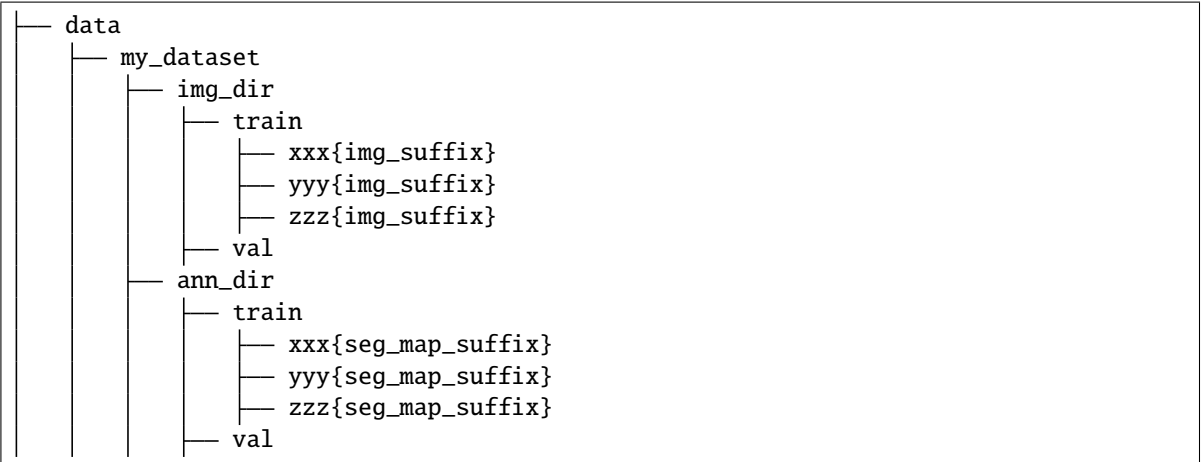 ├── data
│   ├── my_dataset
│   │   ├── img_dir
│   │   │   ├── train
│   │   │   │   ├── xxx{img_suffix}
│   │   │   │   ├── yyy{img_suffix}
│   │   │   │   ├── zzz{img_suffix}
│   │   │   ├── val
│   │   ├── ann_dir
│   │   │   ├── train
│   │   │   │   ├── xxx{seg_map_suffix}
│   │   │   │   ├── yyy{seg_map_suffix}
│   │   │   │   ├── zzz{seg_map_suffix}
│   │   │   ├── val